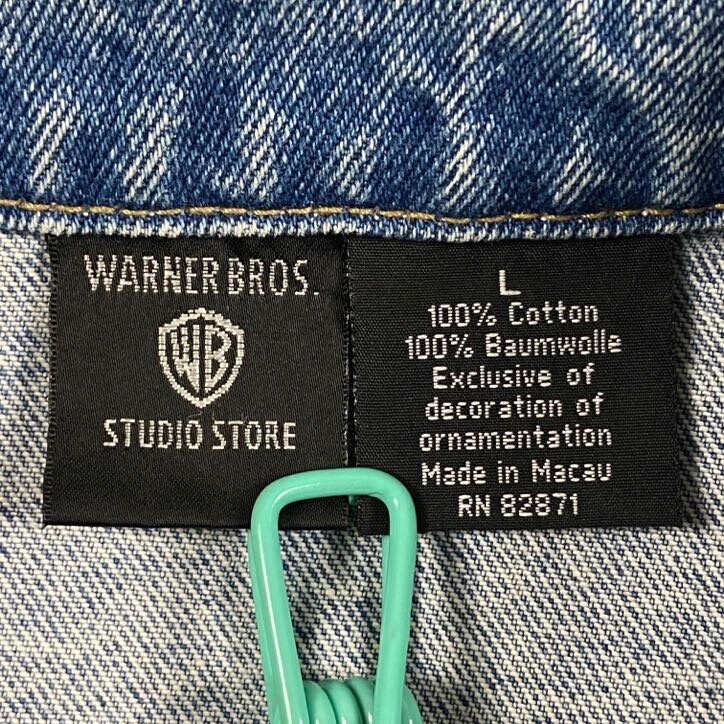 WARNER BROS.
WB
STUDIO STORE
L
100% Cotton
100% Baumwolle
Exclusive of
decoration of
ornamentation
Made in Macau
RN 82871